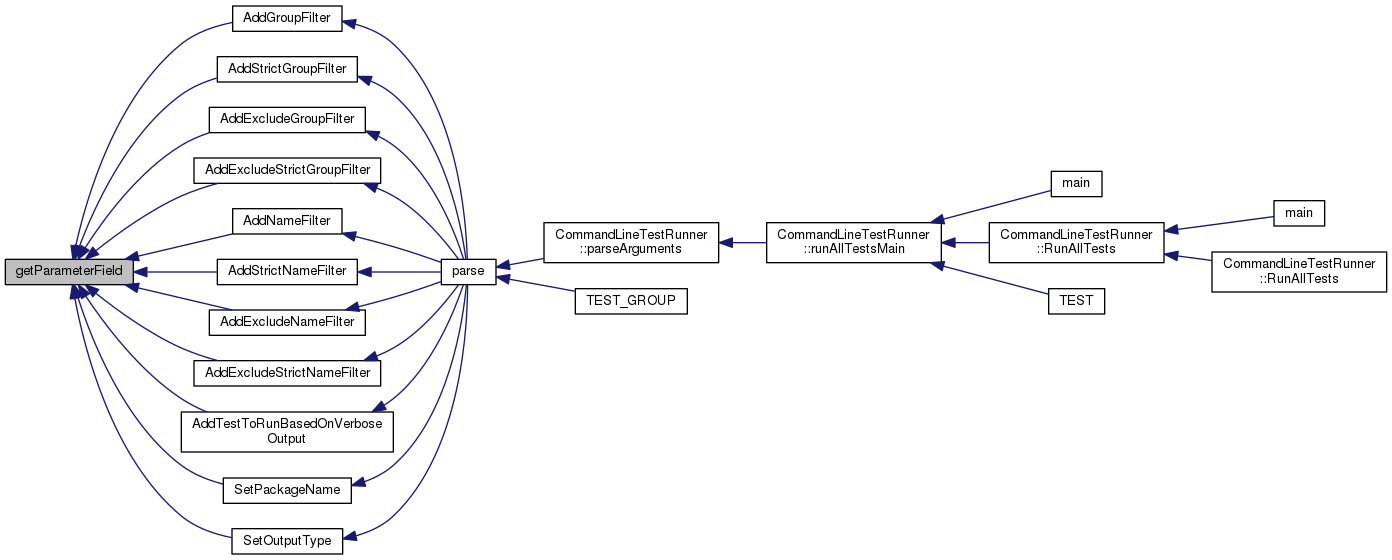 getParameterField
AddGroupFilter
AddStrictGroupFilter
AddExcludeGroupFilter
AddExcludeStrictGroupFilter
AddNameFilter
AddStrictNameFilter
AddExcludeNameFilter
AddExcludeStrictNameFilter
AddTestToRunBasedOnVerbose
Output
SetPackageName
SetOutputType
parse
CommandLineTestRunner
::parseArguments
TEST_GROUP
CommandLineTestRunner
::runAllTestsMain
main
CommandLineTestRunner
::RunAllTests
TEST
main
CommandLineTestRunner
::RunAllTests